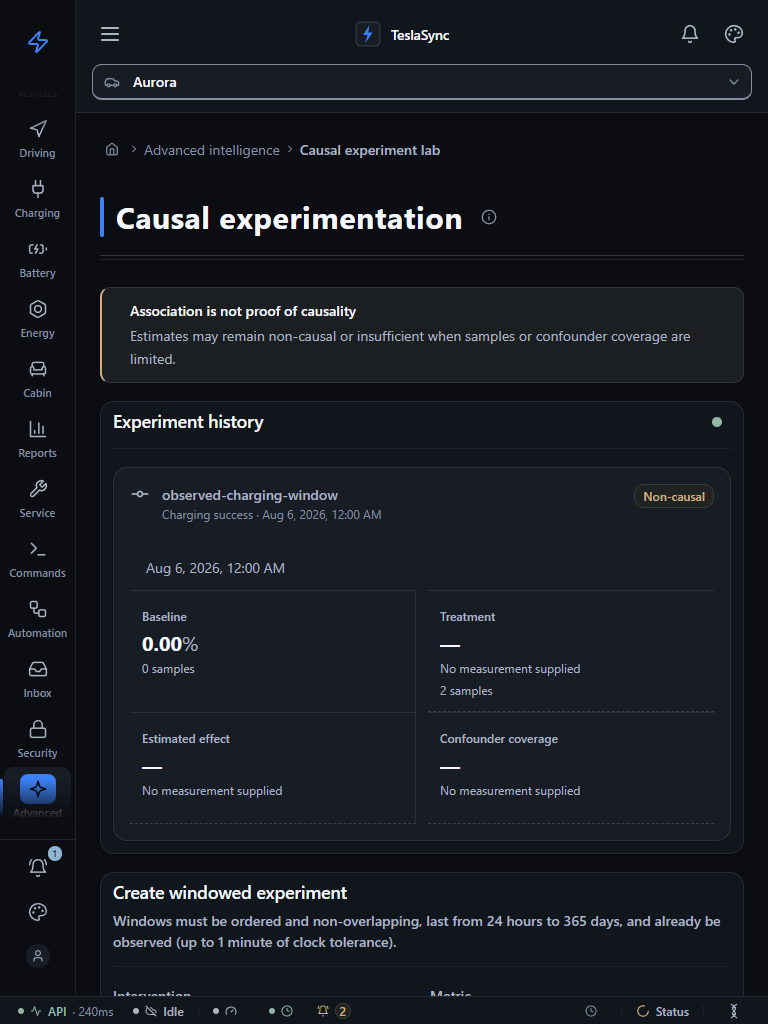 TeslaSync
Aurora
Driving
Charging
Battery
Energy
Cabin
Reports
Service
Commands
Automation
Inbox
Security
Advanced
1
Advanced intelligence > Causal experiment lab
Causal experimentation
Association is not proof of causality
Estimates may remain non-causal or insufficient when samples or confounder coverage are
limited.
Experiment history
observed-charging-window
Non-causal
Charging success · Aug 6, 2026, 12:00 AM
Aug 6, 2026, 12:00 AM
Baseline
0.00%
0 samples
Treatment
—
No measurement supplied
2 samples
Estimated effect
—
No measurement supplied
Confounder coverage
—
No measurement supplied
Create windowed experiment
Windows must be ordered and non-overlapping, last from 24 hours to 365 days, and already be
observed (up to 1 minute of clock tolerance).
Intervention
Metric
API · 240ms
Idle
2
Status